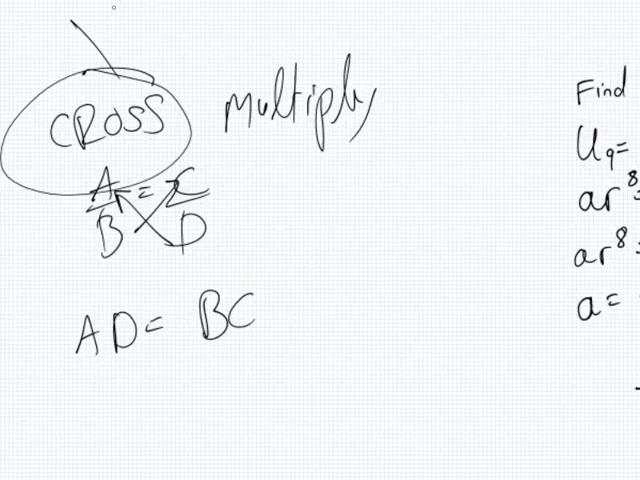 CROSS Multiply
A/B = C/D
AD = BC
Find
U₉=
ar⁸=
ar⁸=
a=